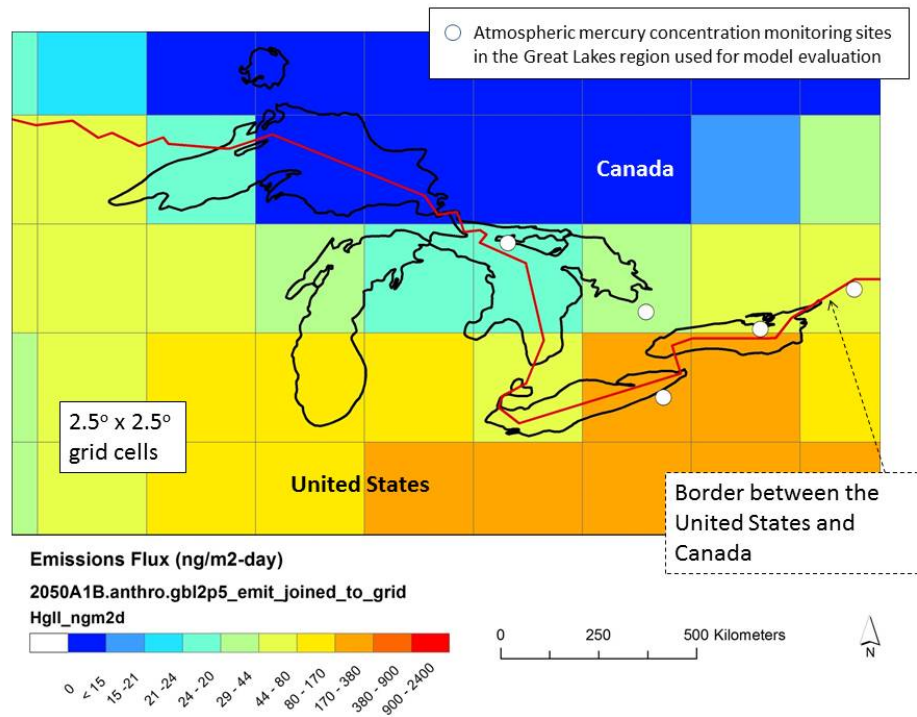 Atmospheric mercury concentration monitoring sites
in the Great Lakes region used for model evaluation
Canada
2.5o x 2.5o
grid cells
United States
Border between the
United States and
Canada
Emissions Flux (ng/m2-day)
2050A1B.anthro.gbl2p5_emit_joined_to_grid
HgII_ngm2d
0
< 15
15 -21
21 -24
24 - 20
29 - 44
44 - 80
80 - 170
170 - 380
380 - 900
900 - 2400
0 250 500 Kilometers
N